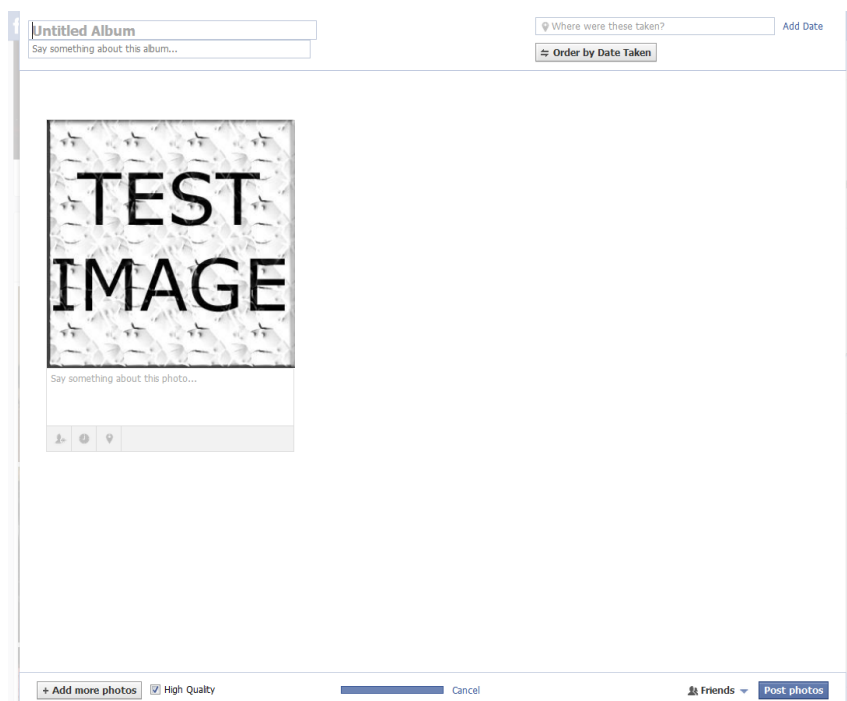 f
Untitled Album
Say something about this album...
Where were these taken?
Add Date
Order by Date Taken
TEST
IMAGE
Say something about this photo...
+ Add more photos
High Quality
Cancel
Friends
Post photos